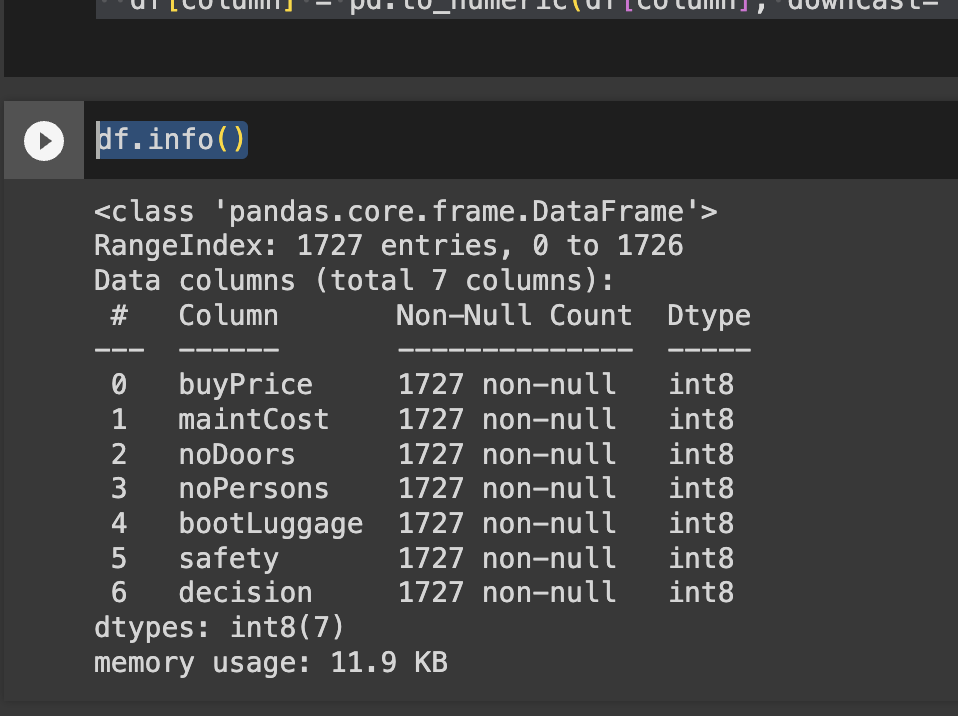 df[column] = pd.to_numeric(df[column], downcast=
df.info()
<class 'pandas.core.frame.DataFrame'>
RangeIndex: 1727 entries, 0 to 1726
Data columns (total 7 columns):
 #   Column       Non-Null Count  Dtype
---  ------       --------------  -----
 0   buyPrice     1727 non-null   int8
 1   maintCost    1727 non-null   int8
 2   noDoors      1727 non-null   int8
 3   noPersons    1727 non-null   int8
 4   bootLuggage  1727 non-null   int8
 5   safety       1727 non-null   int8
 6   decision     1727 non-null   int8
dtypes: int8(7)
memory usage: 11.9 KB